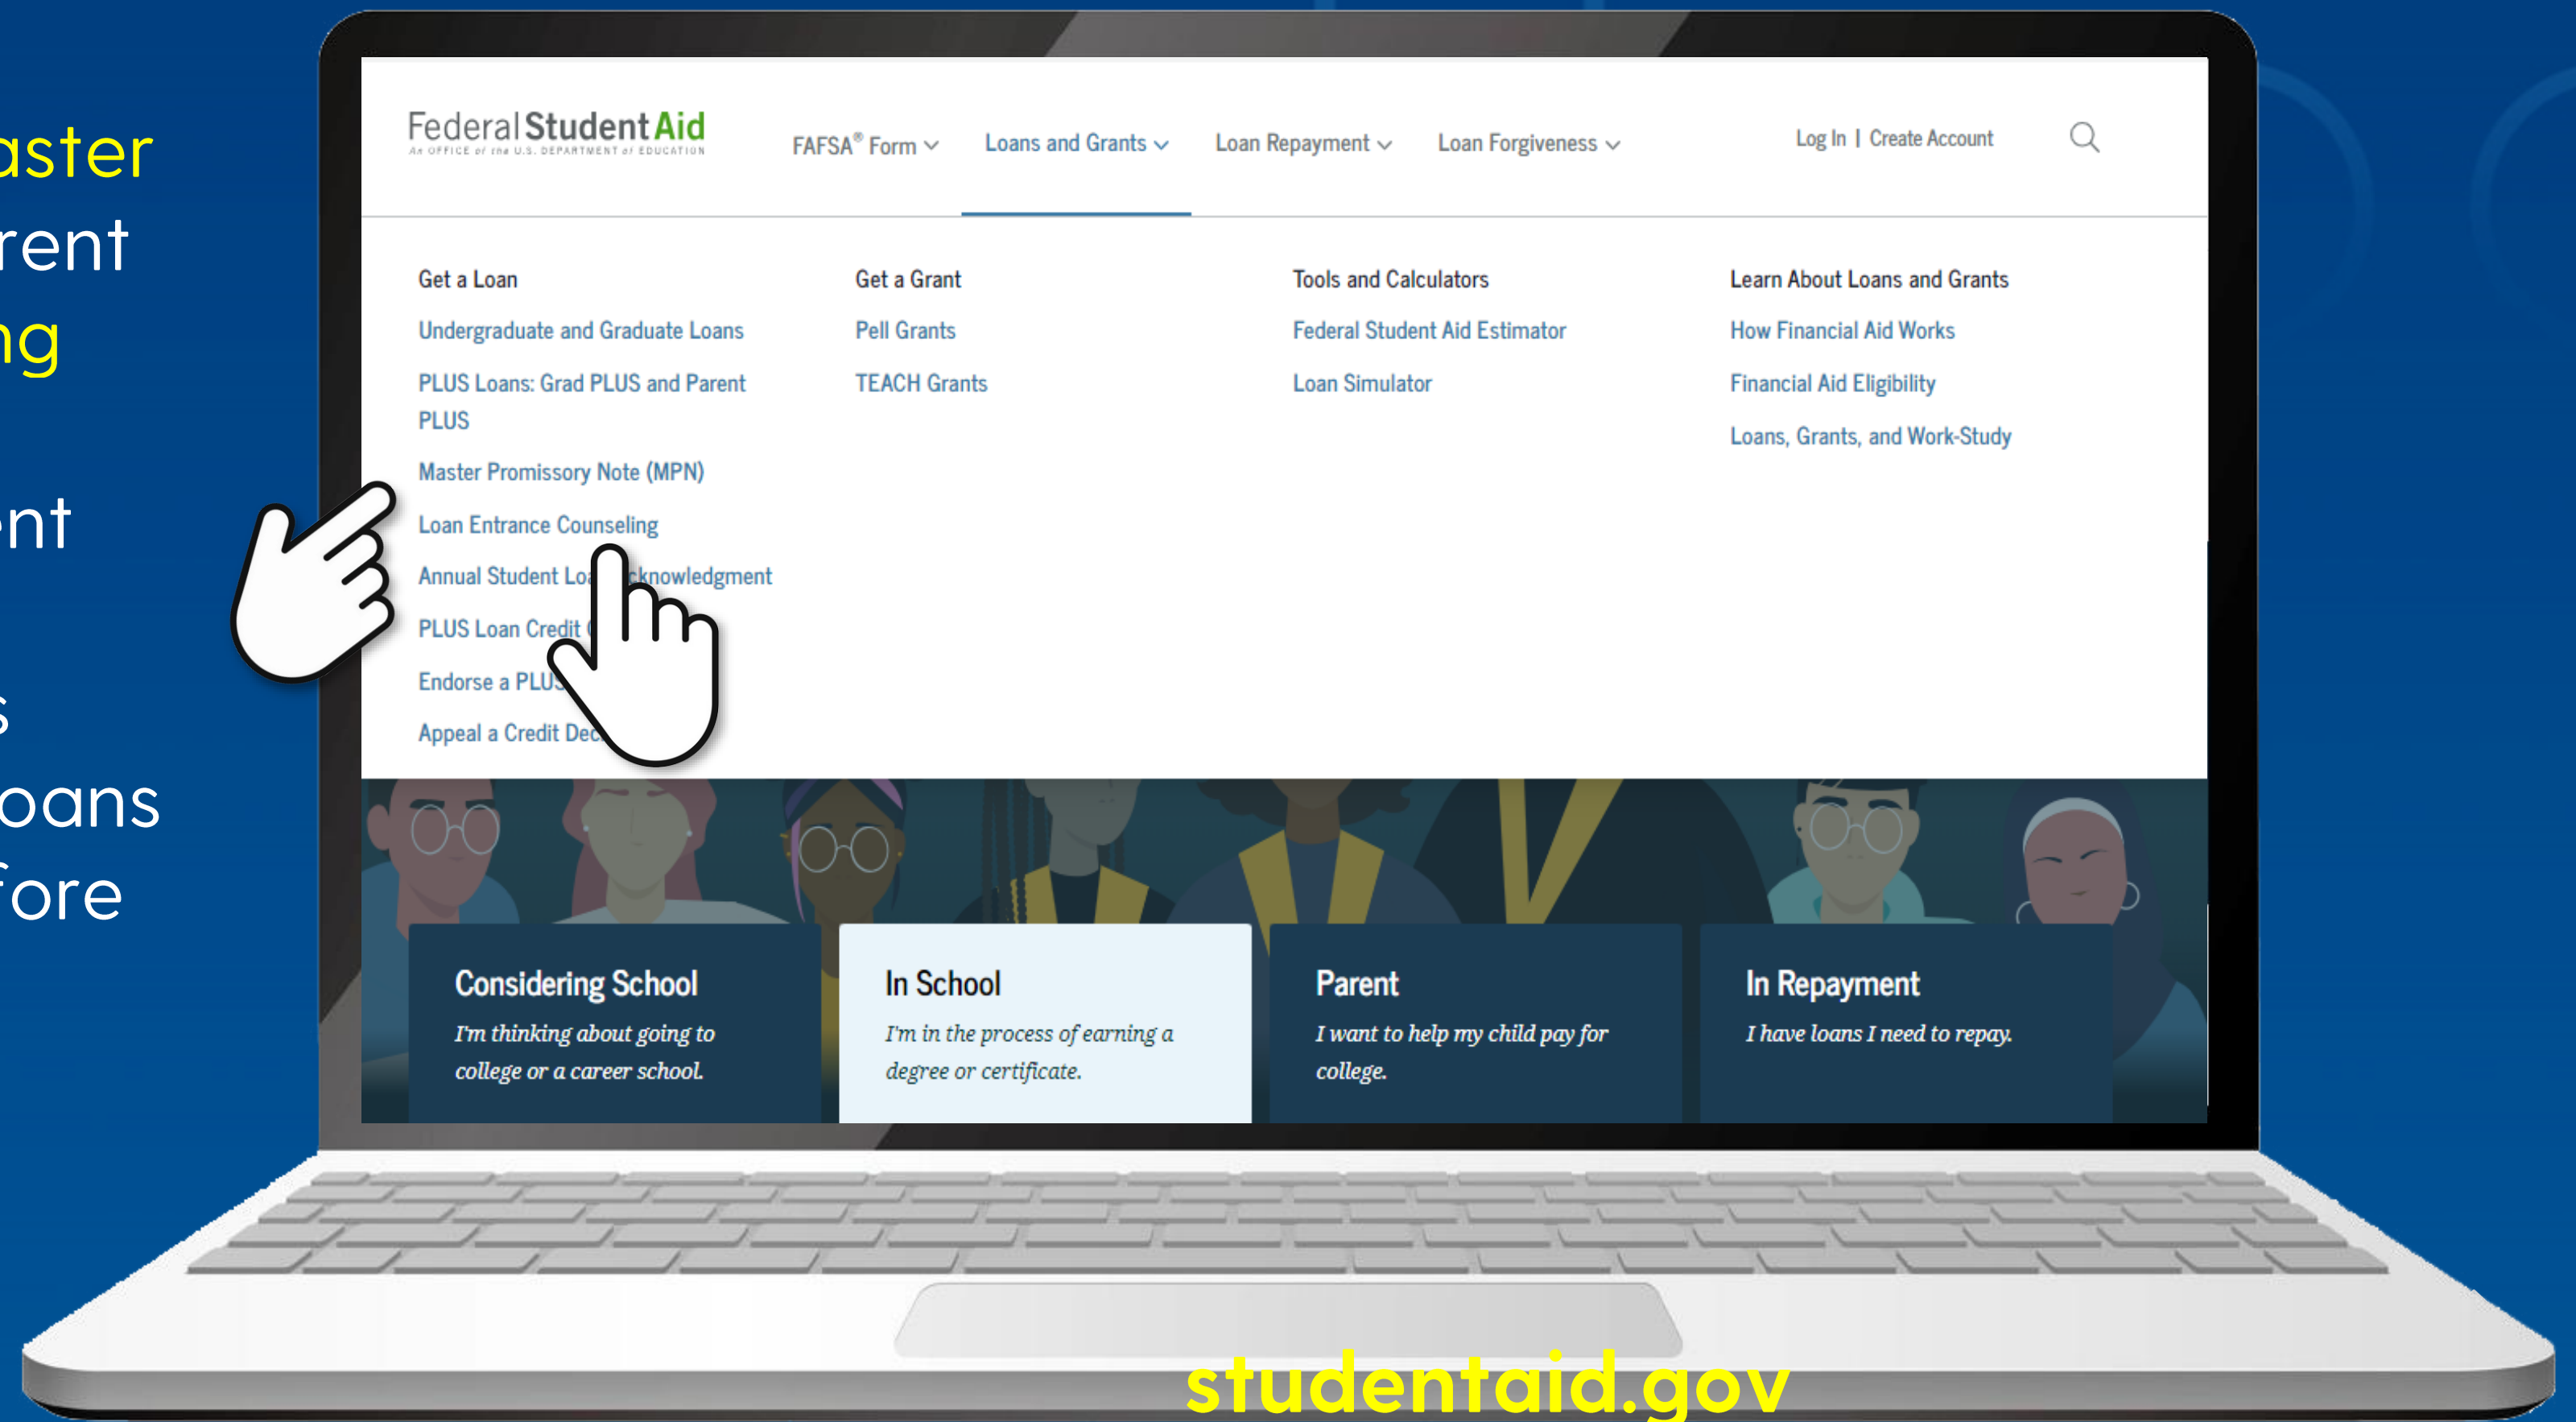 aster
rent
ng
ent
s
oans
fore
Federal Student Aid
An OFFICE of the U.S. DEPARTMENT of EDUCATION
FAFSA® Form
Loans and Grants
Loan Repayment
Loan Forgiveness
Log In | Create Account
Get a Loan
Undergraduate and Graduate Loans
PLUS Loans: Grad PLUS and Parent
PLUS
Master Promissory Note (MPN)
Loan Entrance Counseling
Annual Student Loa cknowledgment
PLUS Loan Credit
Endorse a PLUS
Appeal a Credit Dec
Get a Grant
Pell Grants
TEACH Grants
Tools and Calculators
Federal Student Aid Estimator
Loan Simulator
Learn About Loans and Grants
How Financial Aid Works
Financial Aid Eligibility
Loans, Grants, and Work-Study
Considering School
I'm thinking about going to
college or a career school.
In School
I'm in the process of earning a
degree or certificate.
Parent
I want to help my child pay for
college.
In Repayment
I have loans I need to repay.
studentaid.gov